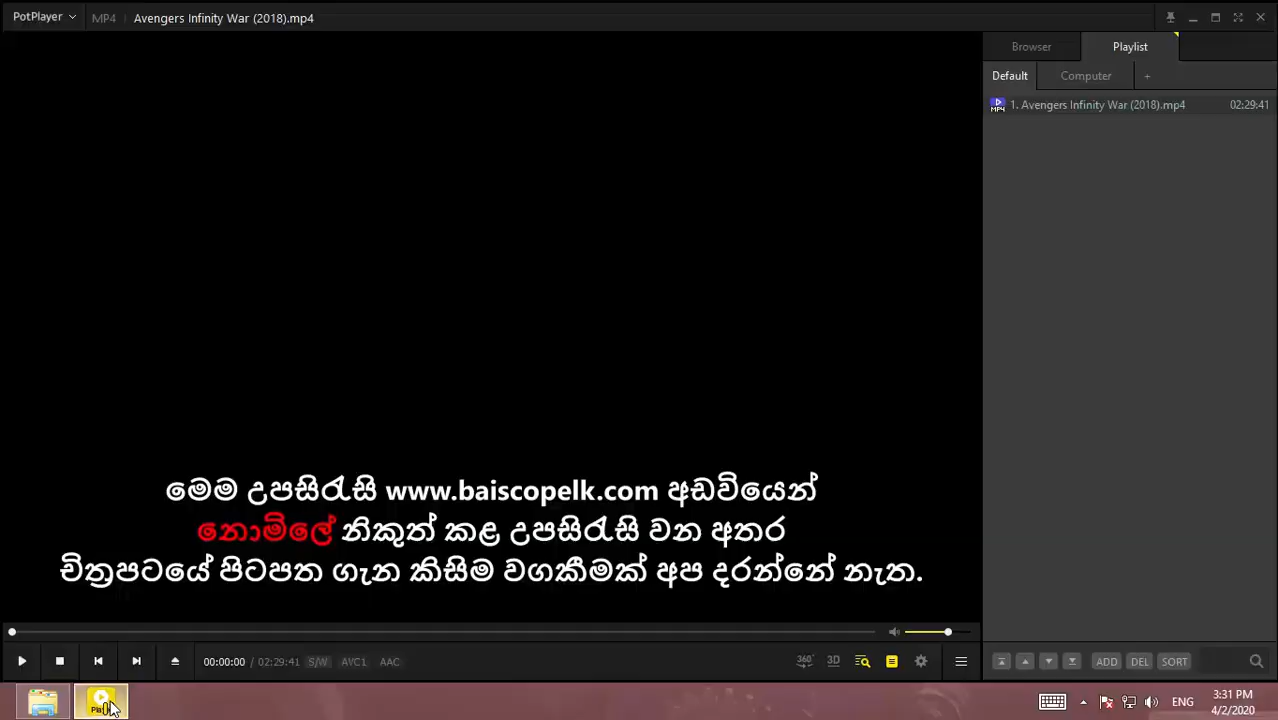 PotPlayer
MP4
Avengers Infinity War (2018).mp4
Browser
Playlist
Default
Computer
+
MP4
1. Avengers Infinity War (2018).mp4
02:29:41
මෙම උපසිරැසි www.baiscopelk.com අඩවියෙන්
නොමිලේ නිකුත් කළ උපසිරැසි වන අතර
චිත්‍රපටයේ පිටපත ගැන කිසිම වගකීමක් අප දරන්නේ නැත.
00:00:00 / 02:29:41
S/W
AVC1
AAC
360°
3D
ADD
DEL
SORT
ENG
3:31 PM
4/2/2020